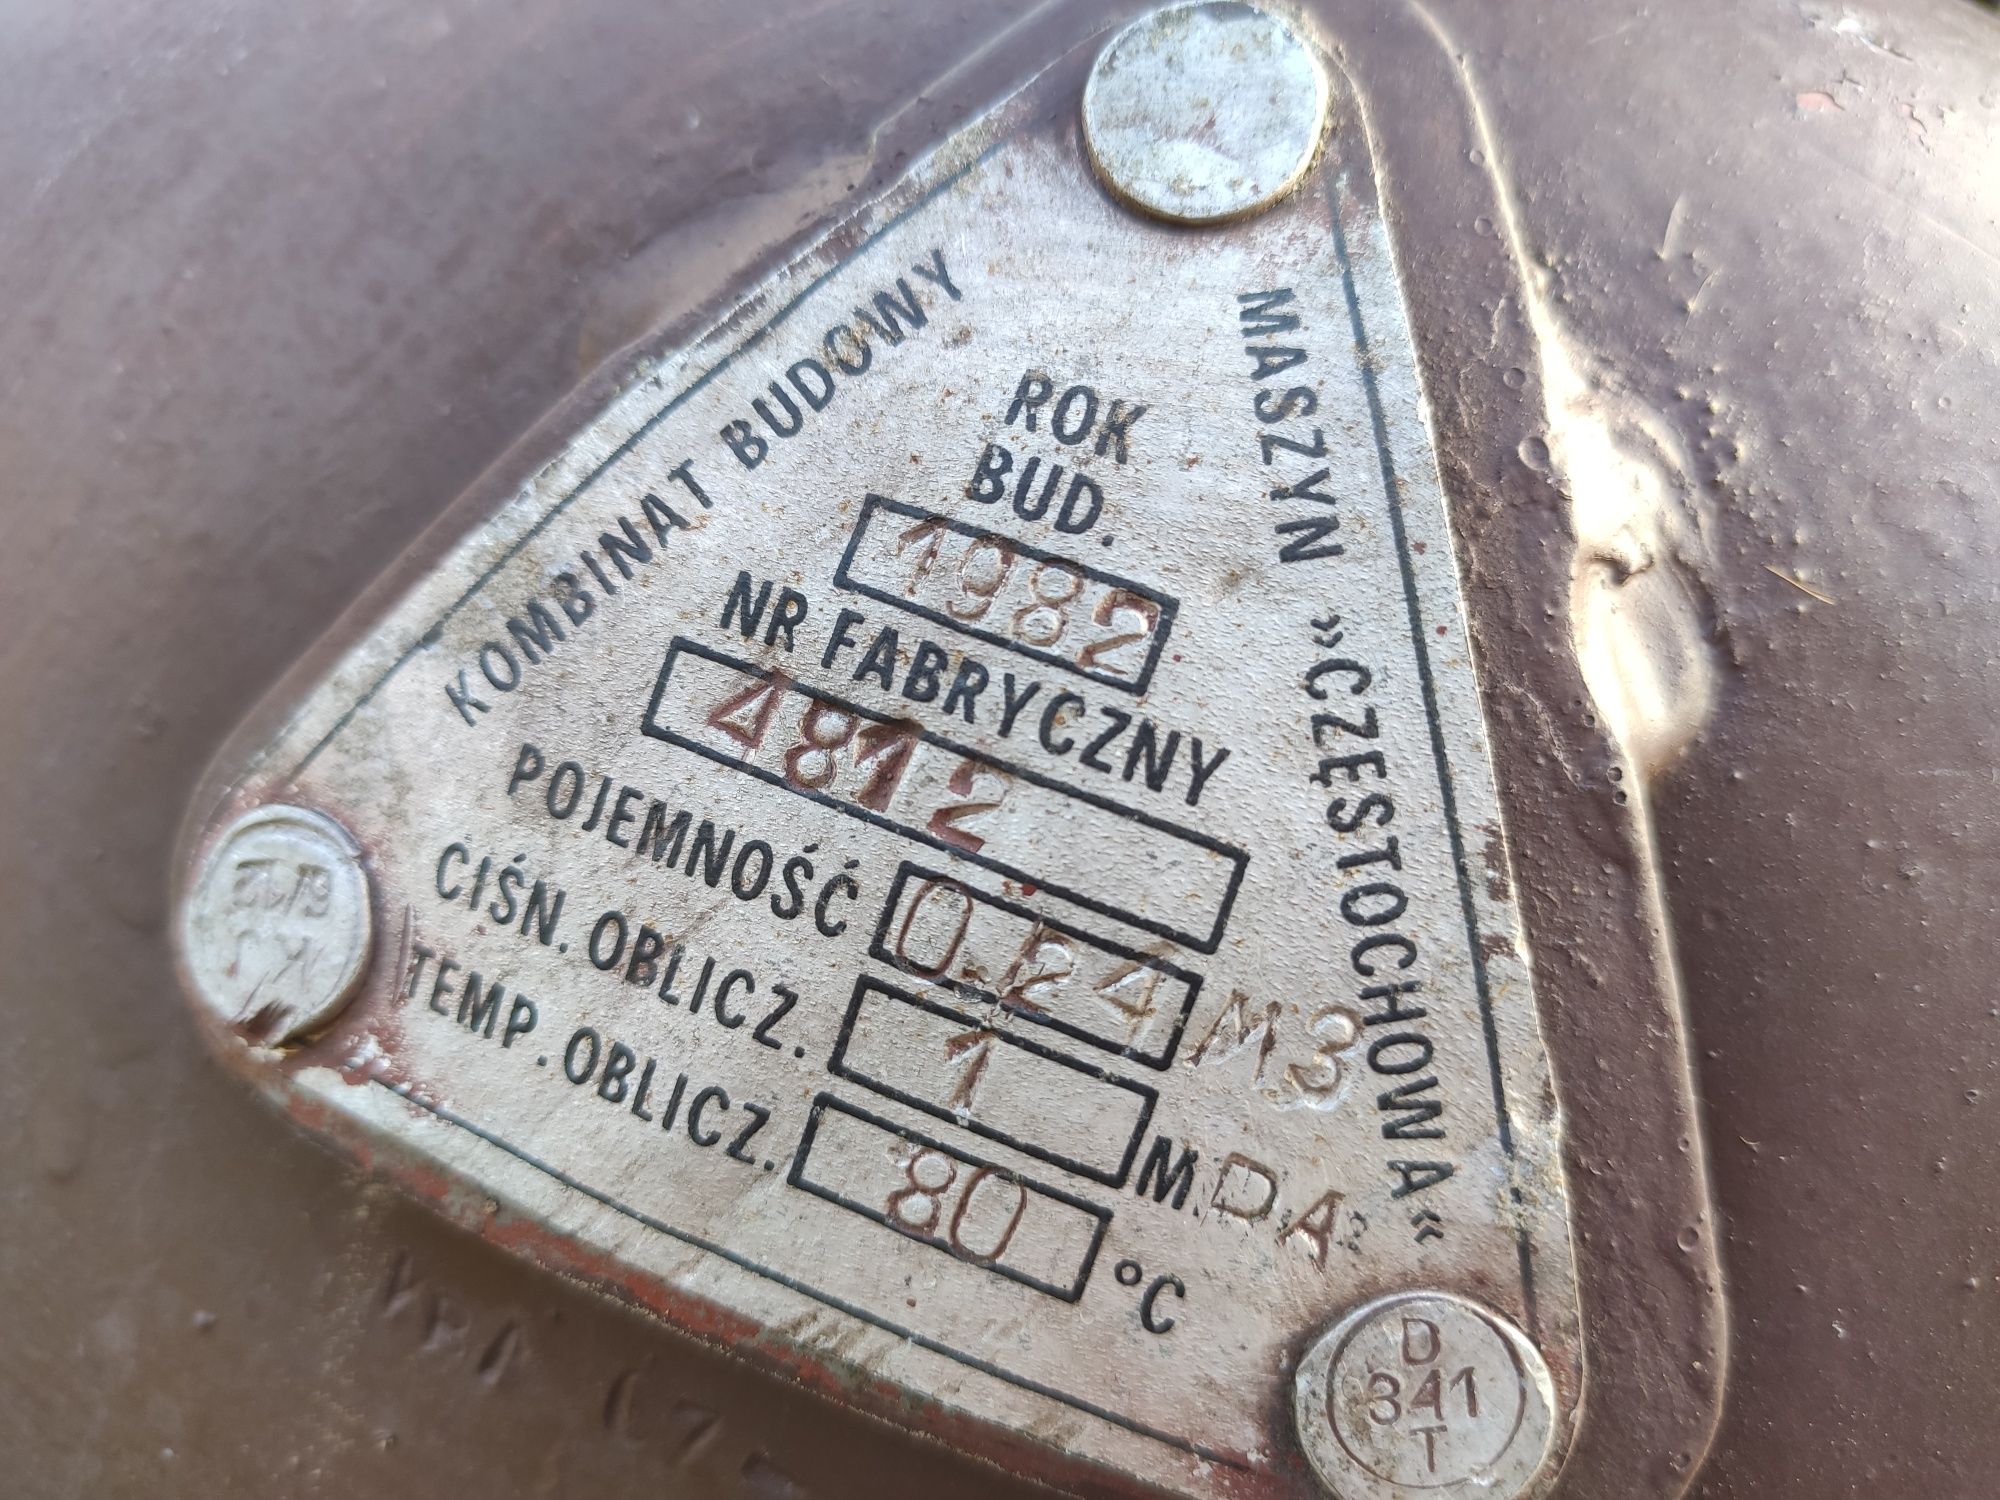 KOMBINAT BUDOWY
MASZYN »CZĘSTOCHOWA«
ROK
BUD.
1982
NR FABRYCZNY
4812
POJEMNOŚĆ 0.24 M3
CIŚN. OBLICZ. 1 MDA
TEMP. OBLICZ. 80 °C
D
341
T